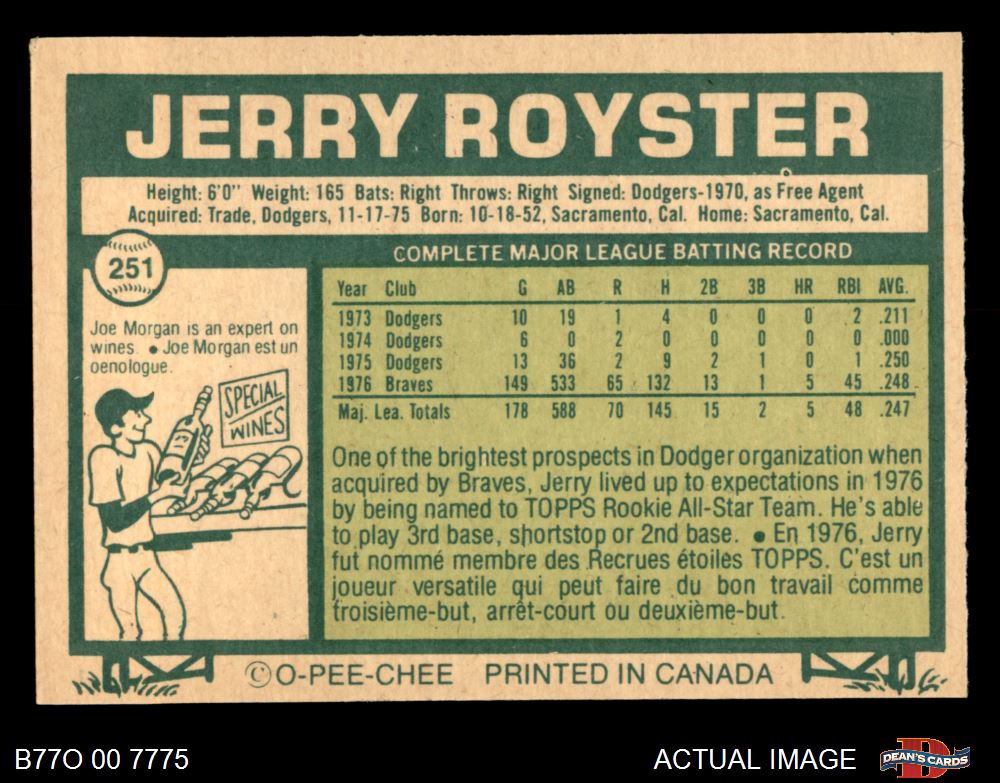 JERRY ROYSTER
Height: 6'0" Weight: 165 Bats: Right Throws: Right Signed: Dodgers-1970, as Free Agent
Acquired: Trade, Dodgers, 11-17-75 Born: 10-18-52, Sacramento, Cal. Home: Sacramento, Cal.
251
Joe Morgan is an expert on
wines. ● Joe Morgan est un
oenologue.
SPECIAL
WINES
COMPLETE MAJOR LEAGUE BATTING RECORD
Year Club G AB R H 2B 3B HR RBI AVG.
1973 Dodgers 10 19 1 4 0 0 0 2 .211
1974 Dodgers 6 0 2 0 0 0 0 0 .000
1975 Dodgers 13 36 2 9 2 1 0 1 .250
1976 Braves 149 533 65 132 13 1 5 45 .248
Maj. Lea. Totals 178 588 70 145 15 2 5 48 .247
One of the brightest prospects in Dodger organization when
acquired by Braves, Jerry lived up to expectations in 1976
by being named to TOPPS Rookie All-Star Team. He's able
to play 3rd base, shortstop or 2nd base. ● En 1976, Jerry
fut nommé membre des Recrues étoiles TOPPS. C'est un
joueur versatile qui peut faire du bon travail comme
troisième-but, arrêt-court ou deuxième-but.
©O-PEE-CHEE PRINTED IN CANADA
B77O 00 7775
ACTUAL IMAGE
D
DEAN'S CARDS